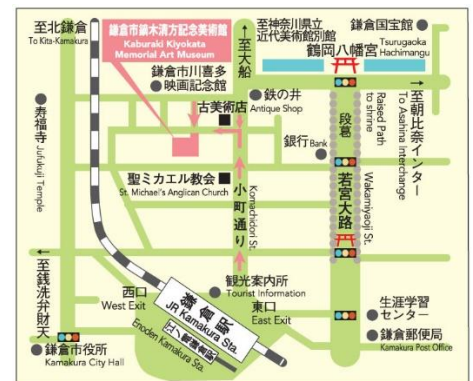 至北鎌倉
To Kita-Kamakura
鎌倉市鏑木清方記念美術館
Kaburaki Kiyokata
Memorial Art Museum
至大船
至神奈川県立
近代美術館別館
鎌倉国宝館
鶴岡八幡宮
Tsurugaoka
Hachimangu
鎌倉市川喜多
映画記念館
鉄の井
古美術店
Antique Shop
銀行 Bank
段葛
Raised Path
to shrine
至朝比奈インター
To Asahina interchange
寿福寺
Jufukuji Temple
聖ミカエル教会
St. Michael's Anglican Church
小町通り
Komachidori St.
若宮大路
Wakamiyaoji St.
至銭洗弁財天
西口
West Exit
鎌倉駅
JR Kamakura Sta.
江ノ電鎌倉駅
Enoden Kamakura Sta.
観光案内所
Tourist Information
東口
East Exit
生涯学習
センター
鎌倉郵便局
Kamakura Post Office
鎌倉市役所
Kamakura City Hall